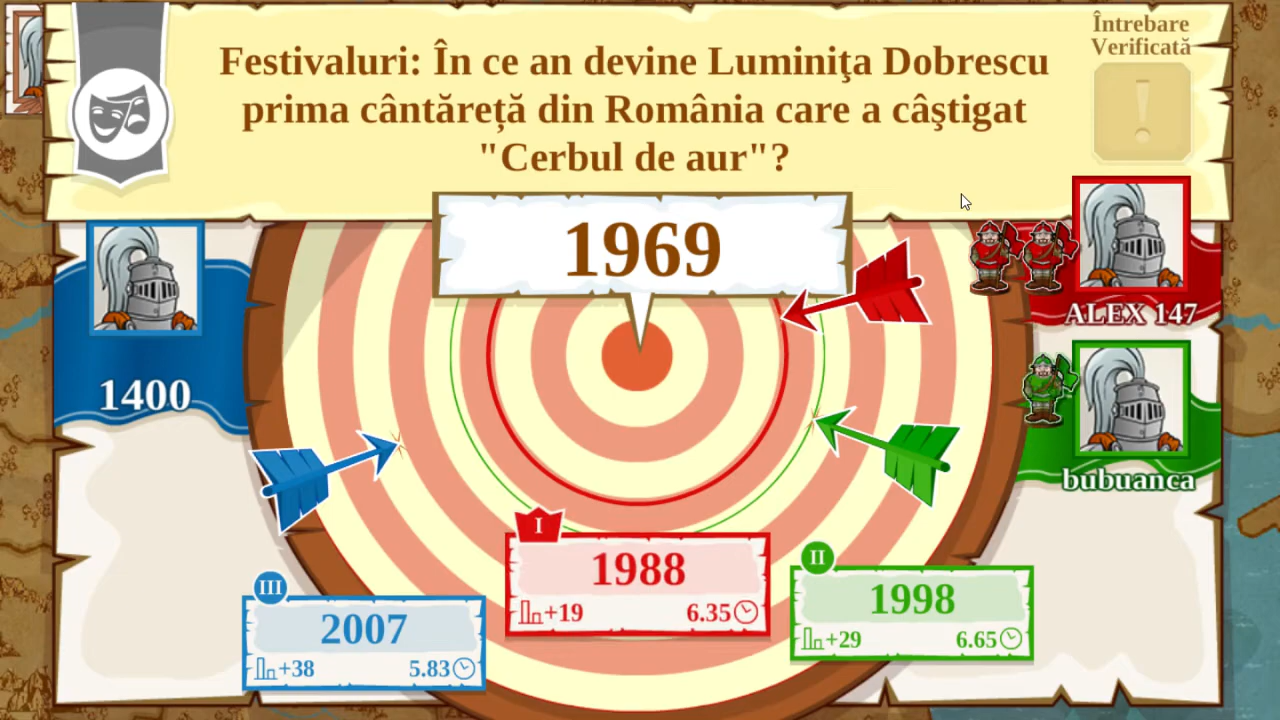 Întrebare
Verificată
Festivaluri: În ce an devine Luminiţa Dobrescu
prima cântăreță din România care a câştigat
"Cerbul de aur"?
1969
ALEX 147
1400
bubuanca
I
1988
+19 6.35
II
1998
+29 6.65
III
2007
+38 5.83